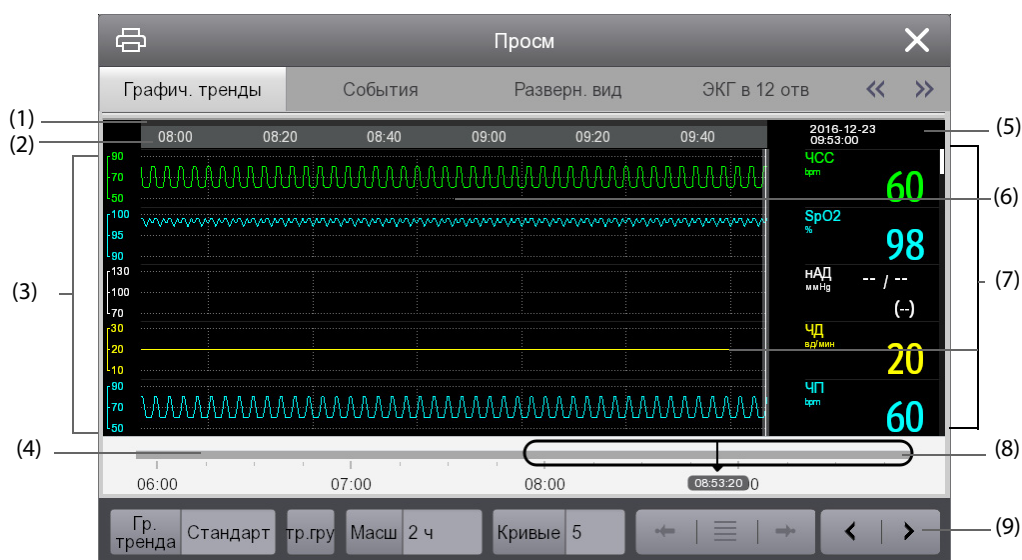 Просм
Графич. тренды События Разверн. вид ЭКГ в 12 отв
(1)
(2) 08:00 08:20 08:40 09:00 09:20 09:40
2016-12-23
09:53:00
(5)
90
70
50
ЧСС
bpm
60
(6)
100
95
90
SpO2
%
98
(3)
130
100
70
нАД
ммHg
-- / --
(--)
(7)
30
20
10
ЧД
вд/мин
20
90
70
50
ЧП
bpm
60
(4)
(8)
06:00 07:00 08:00 08:53:20 0
Гр. тренда Стандарт тр.гру Масш 2 ч Кривые 5
(9)